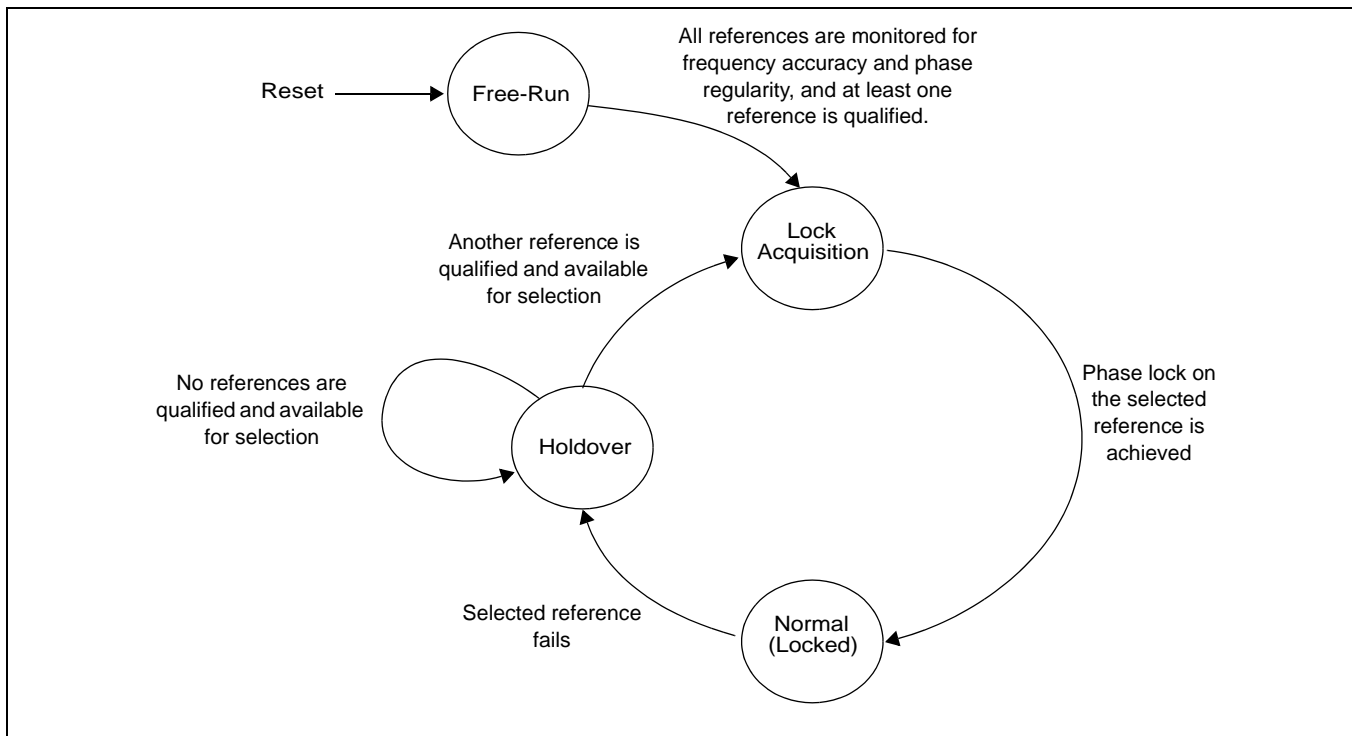 Reset
Free-Run
All references are monitored for
frequency accuracy and phase
regularity, and at least one
reference is qualified.
Lock
Acquisition
Another reference is
qualified and available
for selection
No references are
qualified and available
for selection
Holdover
Phase lock on
the selected
reference is
achieved
Selected reference
fails
Normal
(Locked)